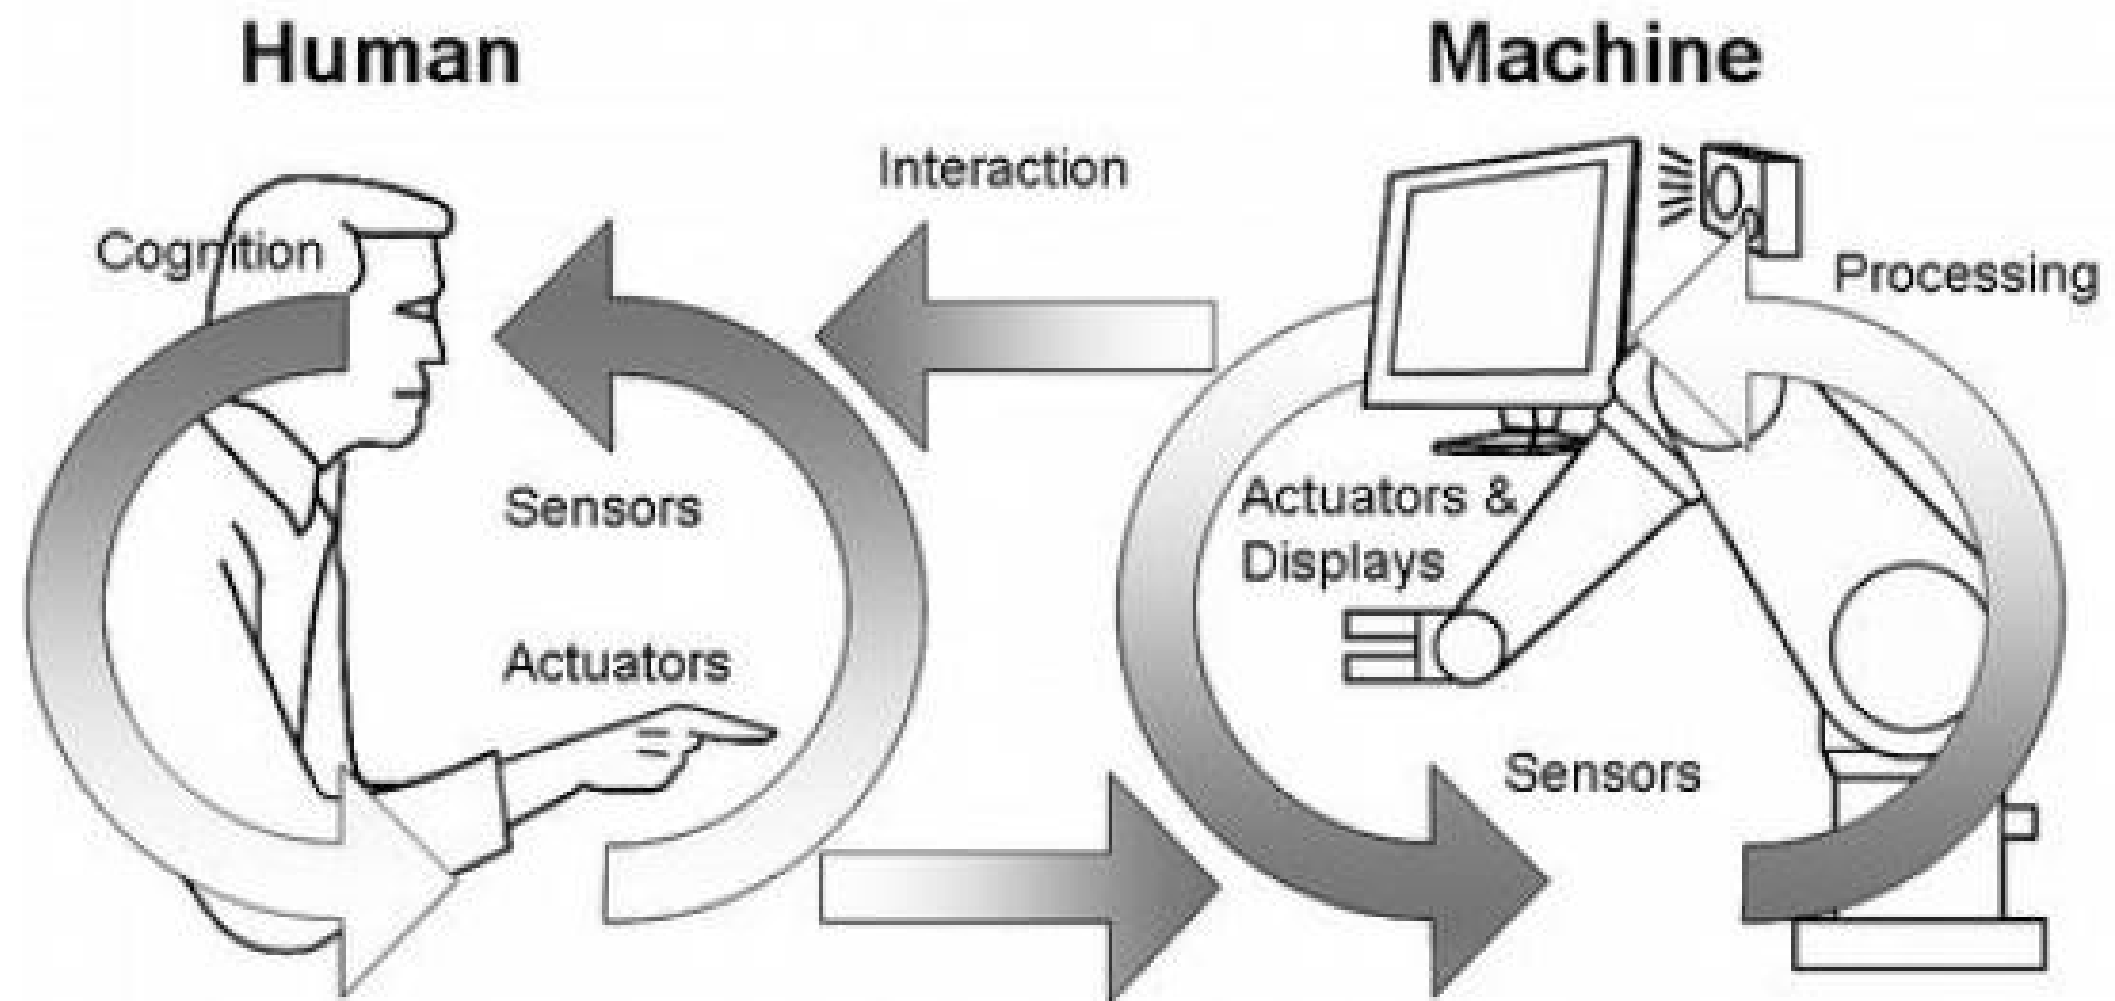 Human
Machine
Interaction
Cognition
Processing
Sensors
Actuators &
Displays
Actuators
Sensors